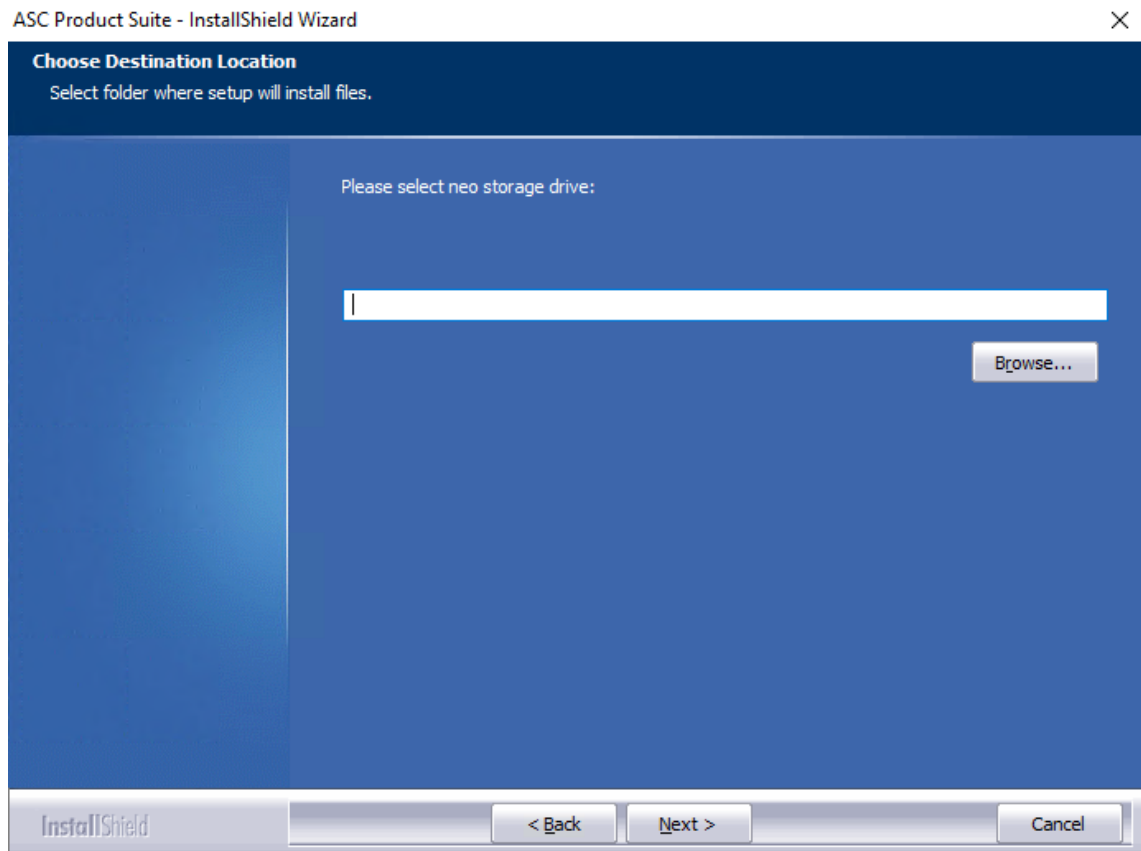 ASC Product Suite - InstallShield Wizard
Choose Destination Location
Select folder where setup will install files.
Please select neo storage drive:
Browse...
InstallShield
< Back
Next >
Cancel